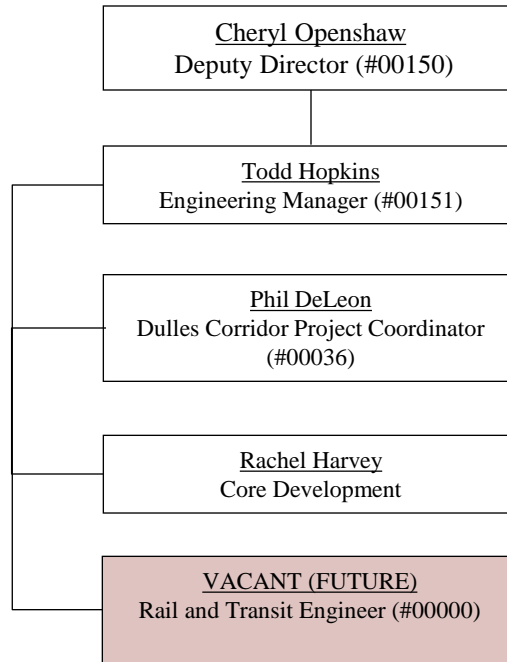 Cheryl Openshaw
Deputy Director (#00150)
Todd Hopkins
Engineering Manager (#00151)
Phil DeLeon
Dulles Corridor Project Coordinator
(#00036)
Rachel Harvey
Core Development
VACANT (FUTURE)
Rail and Transit Engineer (#00000)